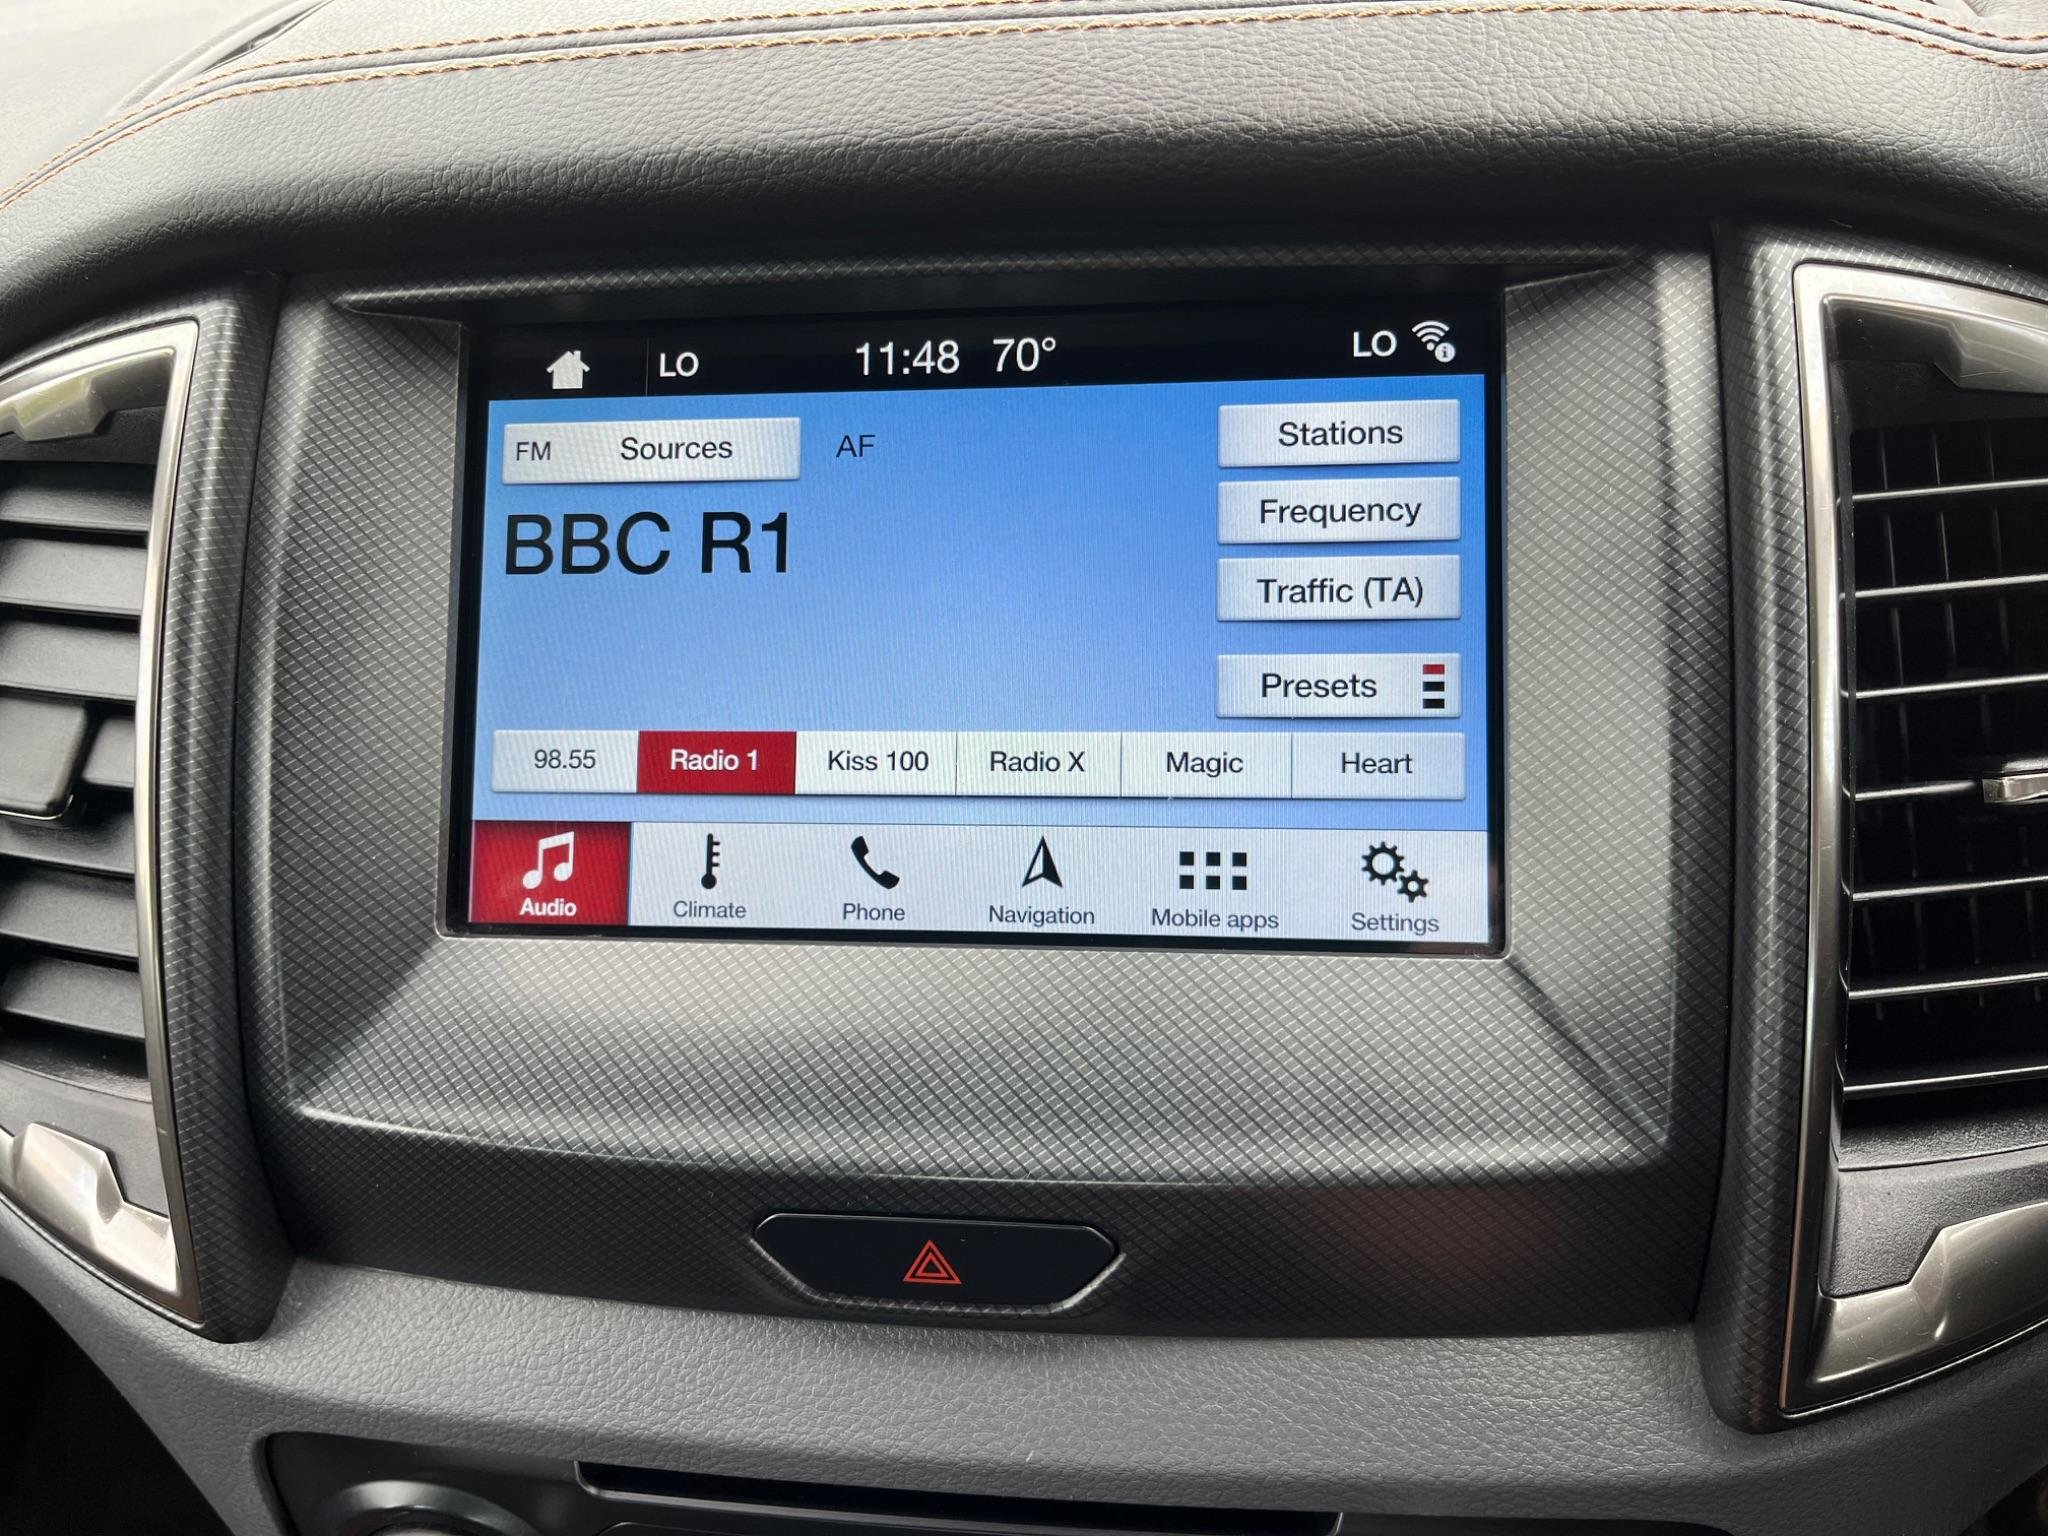 LO 11:48 70° LO
FM Sources AF
Stations
BBC R1
Frequency
Traffic (TA)
Presets
98.55 Radio 1 Kiss 100 Radio X Magic Heart
Audio Climate Phone Navigation Mobile apps Settings